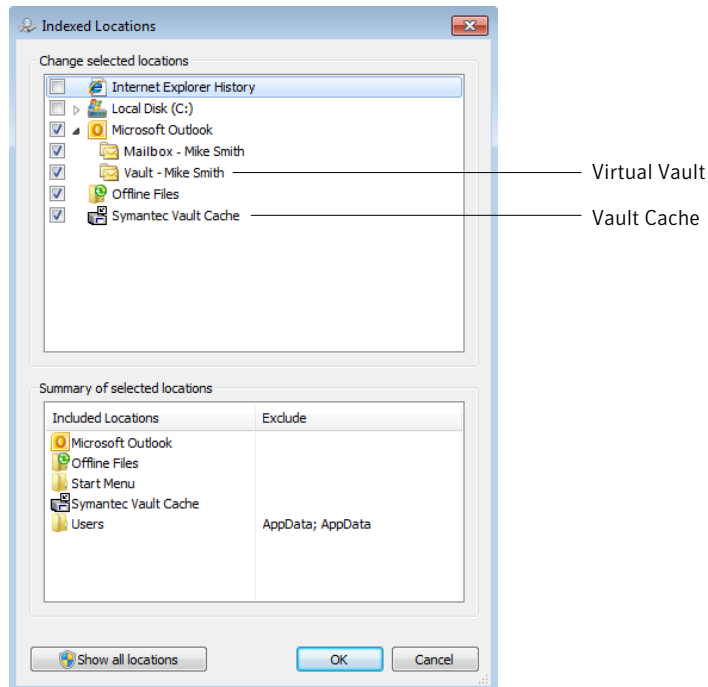 Indexed Locations
Change selected locations
Internet Explorer History
Local Disk (C:)
Microsoft Outlook
Mailbox - Mike Smith
Vault - Mike Smith
Virtual Vault
Offline Files
Symantec Vault Cache
Vault Cache
Summary of selected locations
Included Locations Exclude
Microsoft Outlook
Offline Files
Start Menu
Symantec Vault Cache
Users AppData; AppData
Show all locations OK Cancel